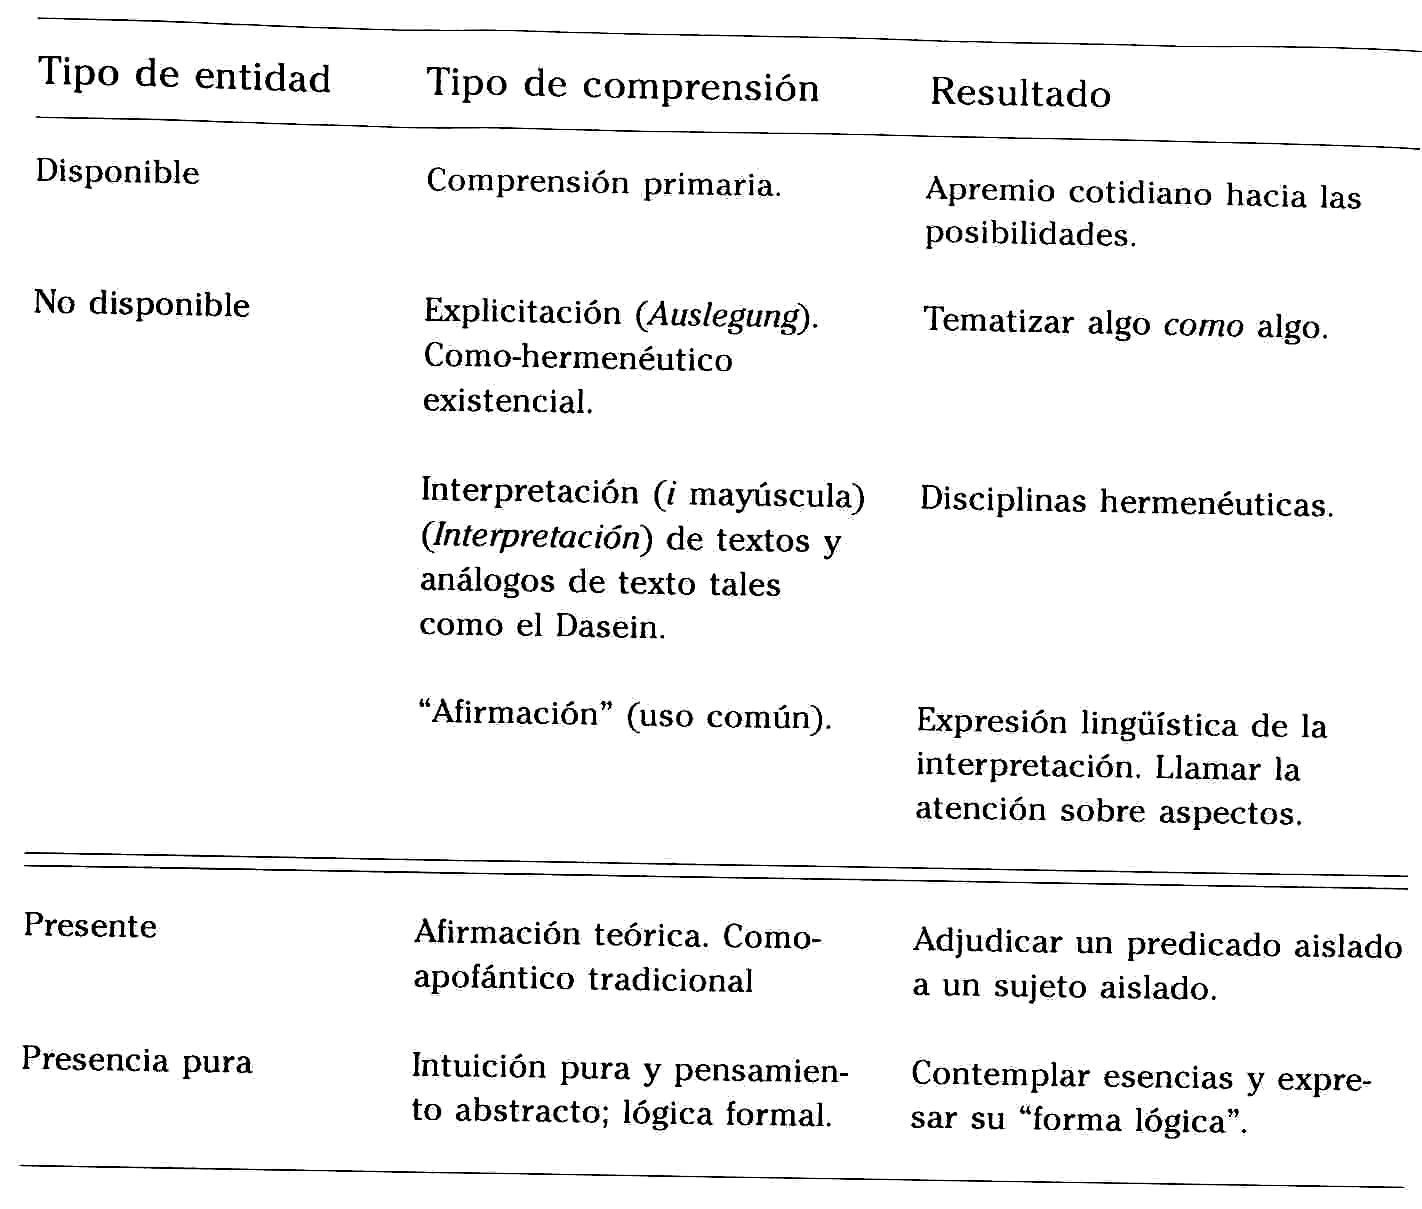 Tipo de entidad
Tipo de comprensión
Resultado
Disponible
Comprensión primaria.
Apremio cotidiano hacia las
posibilidades.
No disponible
Explicitación (Auslegung).
Como-hermenéutico
existencial.
Tematizar algo como algo.
Interpretación (i mayúscula)
(Interpretación) de textos y
análogos de texto tales
como el Dasein.
Disciplinas hermenéuticas.
“Afirmación” (uso común).
Expresión lingüística de la
interpretación. Llamar la
atención sobre aspectos.
Presente
Afirmación teórica. Como-
apofántico tradicional
Adjudicar un predicado aislado
a un sujeto aislado.
Presencia pura
Intuición pura y pensamien-
to abstracto; lógica formal.
Contemplar esencias y expre-
sar su “forma lógica”.